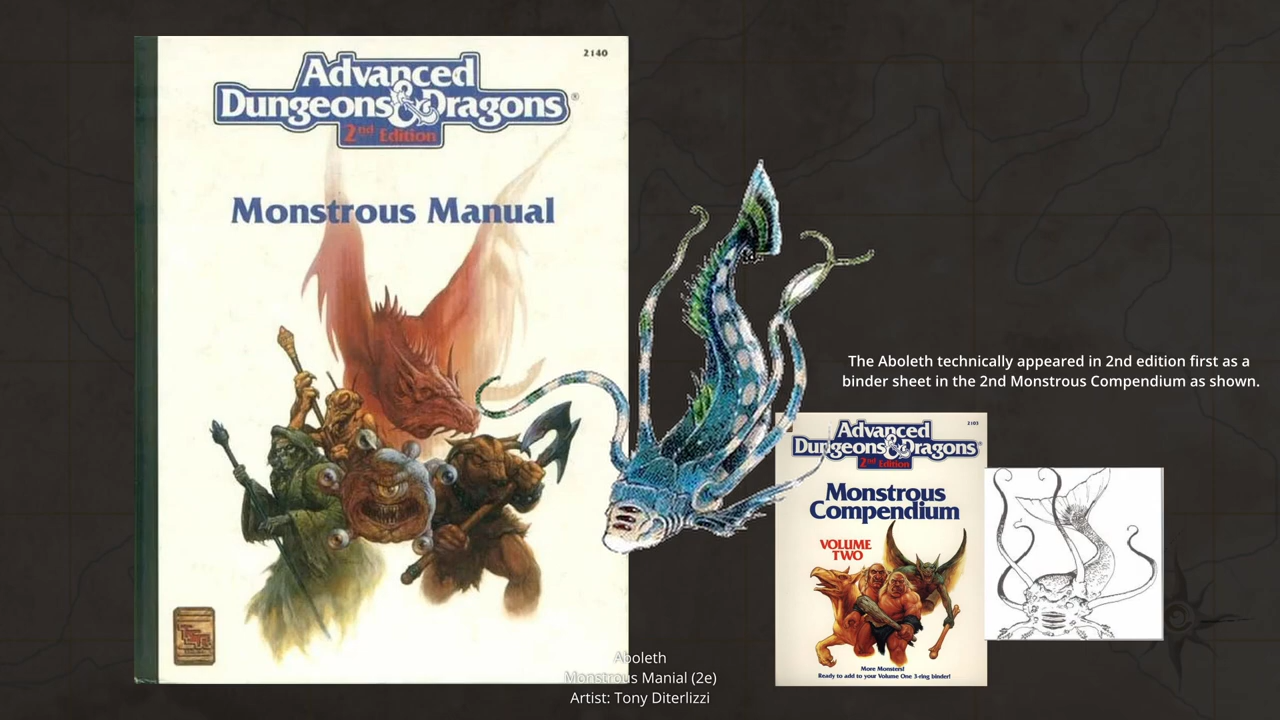 2140
Advanced
Dungeons & Dragons®
2nd Edition
Monstrous Manual
TSR
The Aboleth technically appeared in 2nd edition first as a
binder sheet in the 2nd Monstrous Compendium as shown.
2103
Advanced
Dungeons & Dragons®
2nd Edition
Monstrous
Compendium
VOLUME
TWO
More Monsters!
Ready to add to your Volume One 3-ring binder!
Aboleth
Monstrous Manial (2e)
Artist: Tony Diterlizzi